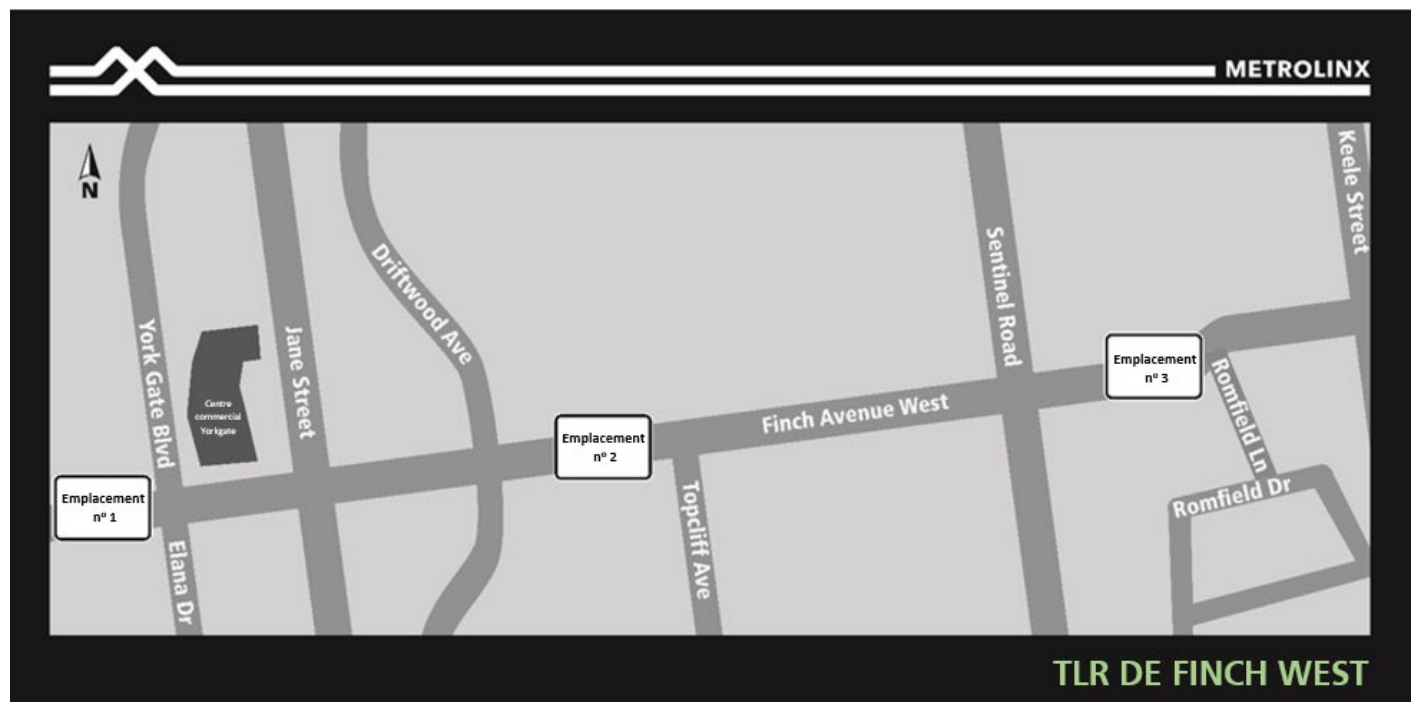 METROLINX
N
Keele Street
Driftwood Ave
Sentinel Road
York Gate Blvd
Jane Street
Centre
commercial
Yorkgate
Emplacement
nº 3
Romfield Ln
Finch Avenue West
Emplacement
nº 2
Emplacement
nº 1
Topcliff Ave
Romfield Dr
Elana Dr
TLR DE FINCH WEST